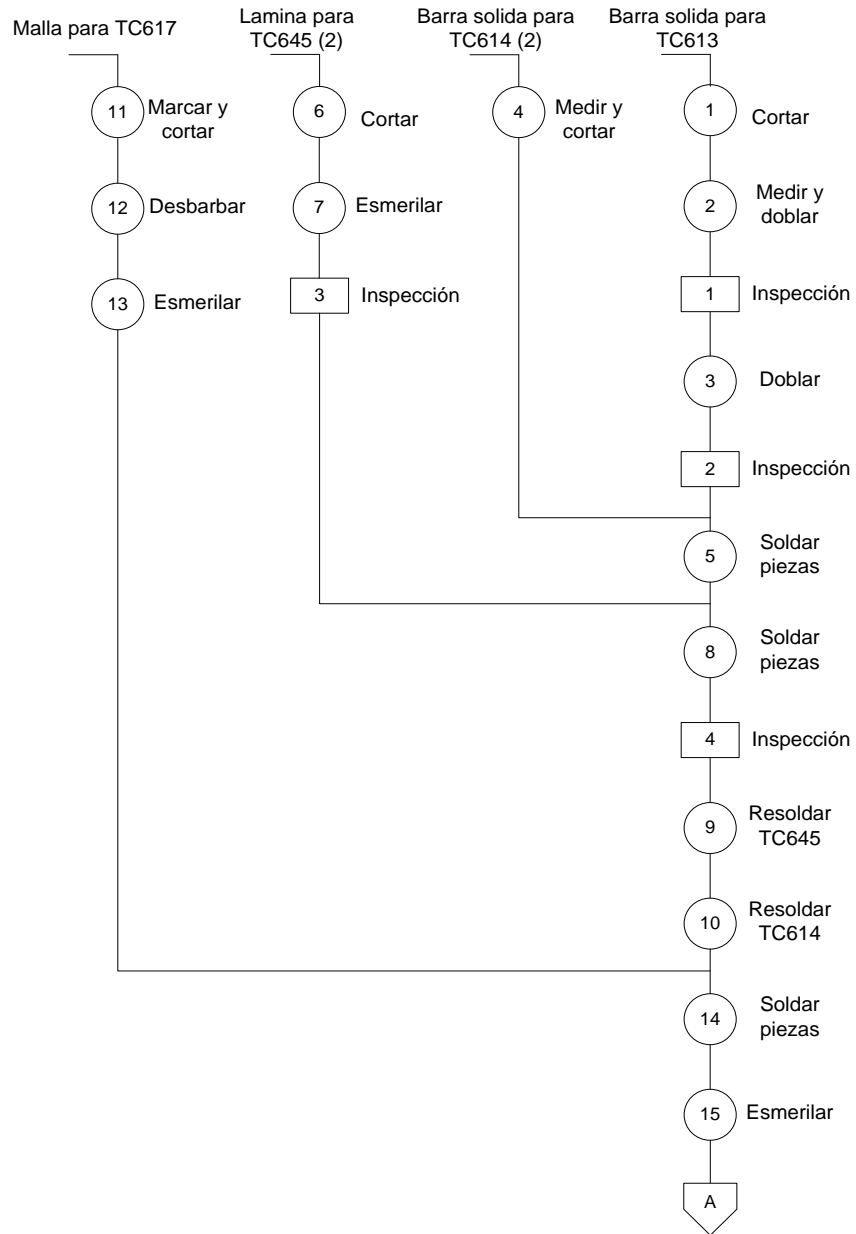 Malla para TC617
Lamina para
TC645 (2)
Barra solida para
TC614 (2)
Barra solida para
TC613
11
Marcar y
cortar
6
Cortar
4
Medir y
cortar
1
Cortar
12
Desbarbar
7
Esmerilar
2
Medir y
doblar
13
Esmerilar
3
Inspección
1
Inspección
3
Doblar
2
Inspección
5
Soldar
piezas
8
Soldar
piezas
4
Inspección
9
Resoldar
TC645
10
Resoldar
TC614
14
Soldar
piezas
15
Esmerilar
A